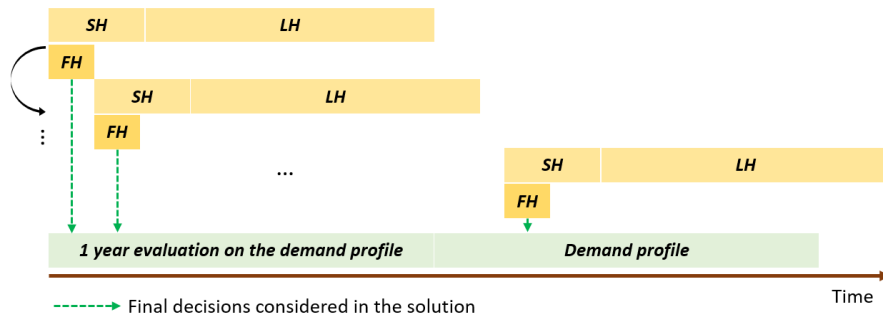 SH LH
FH
SH LH
⋮
FH
SH LH
...
FH
1 year evaluation on the demand profile Demand profile
Time
Final decisions considered in the solution